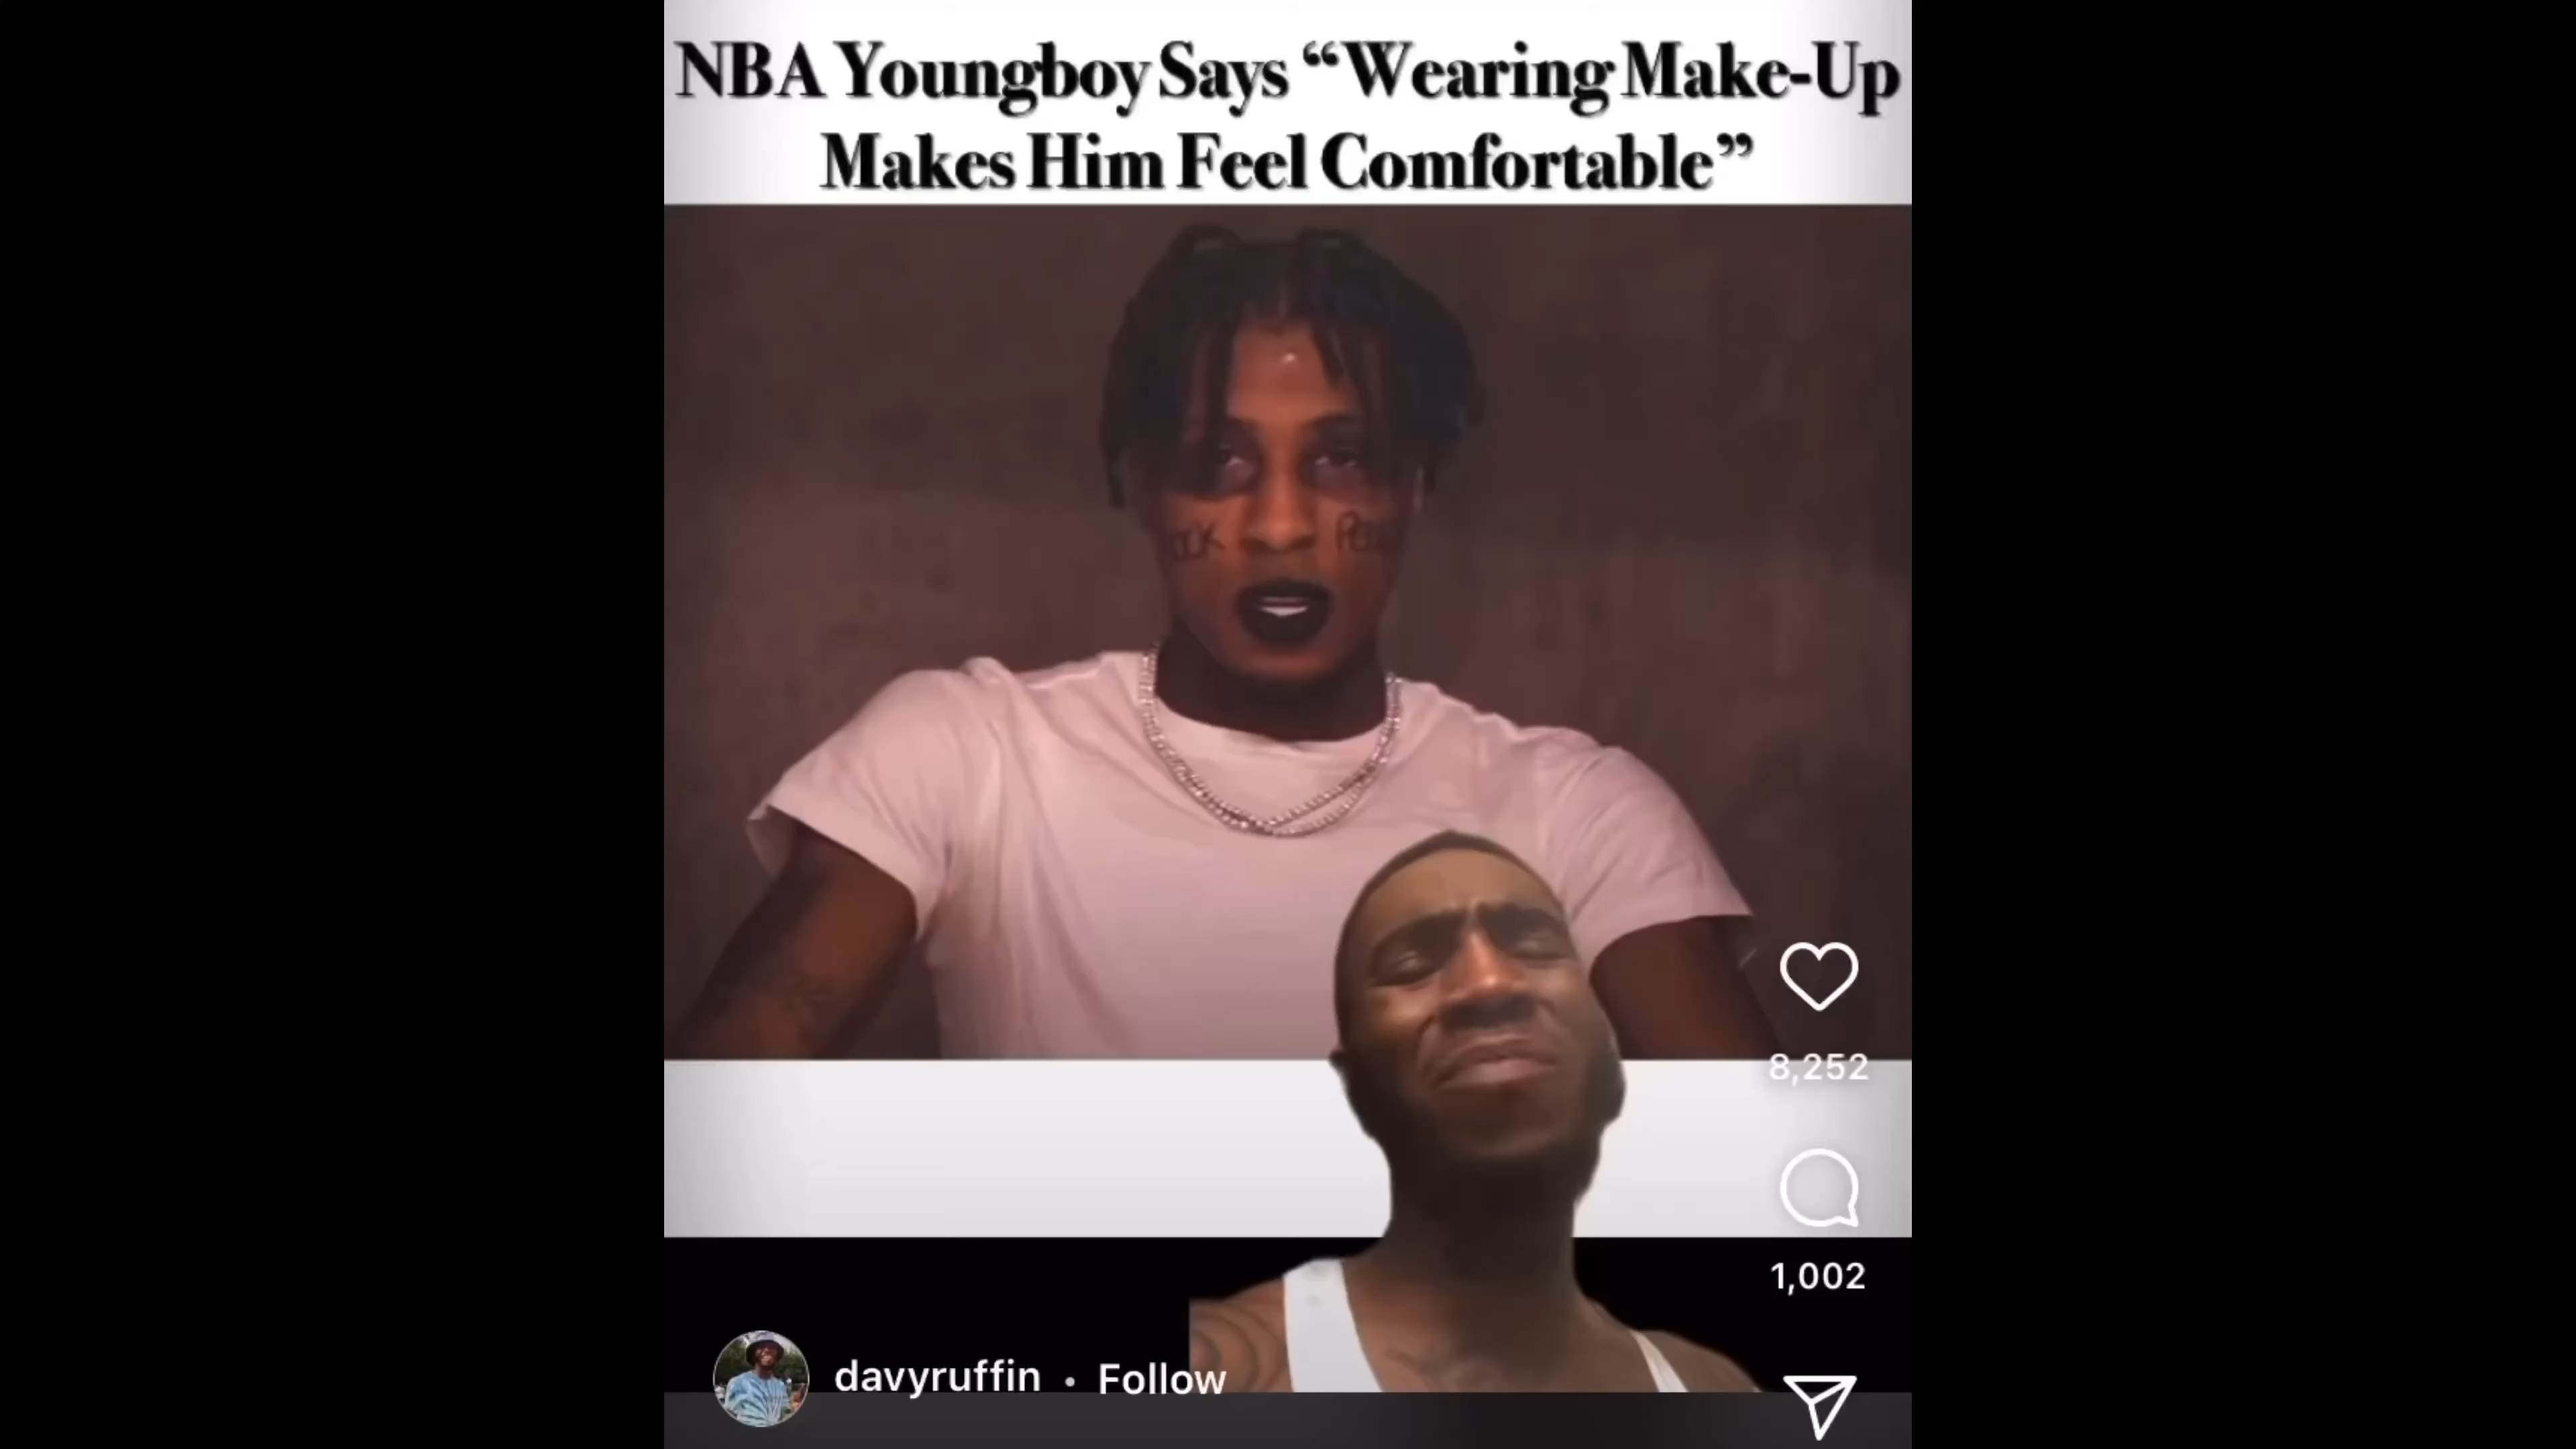 NBA Youngboy Says “Wearing Make-Up
Makes Him Feel Comfortable”
8,252
1,002
davyruffin • Follow